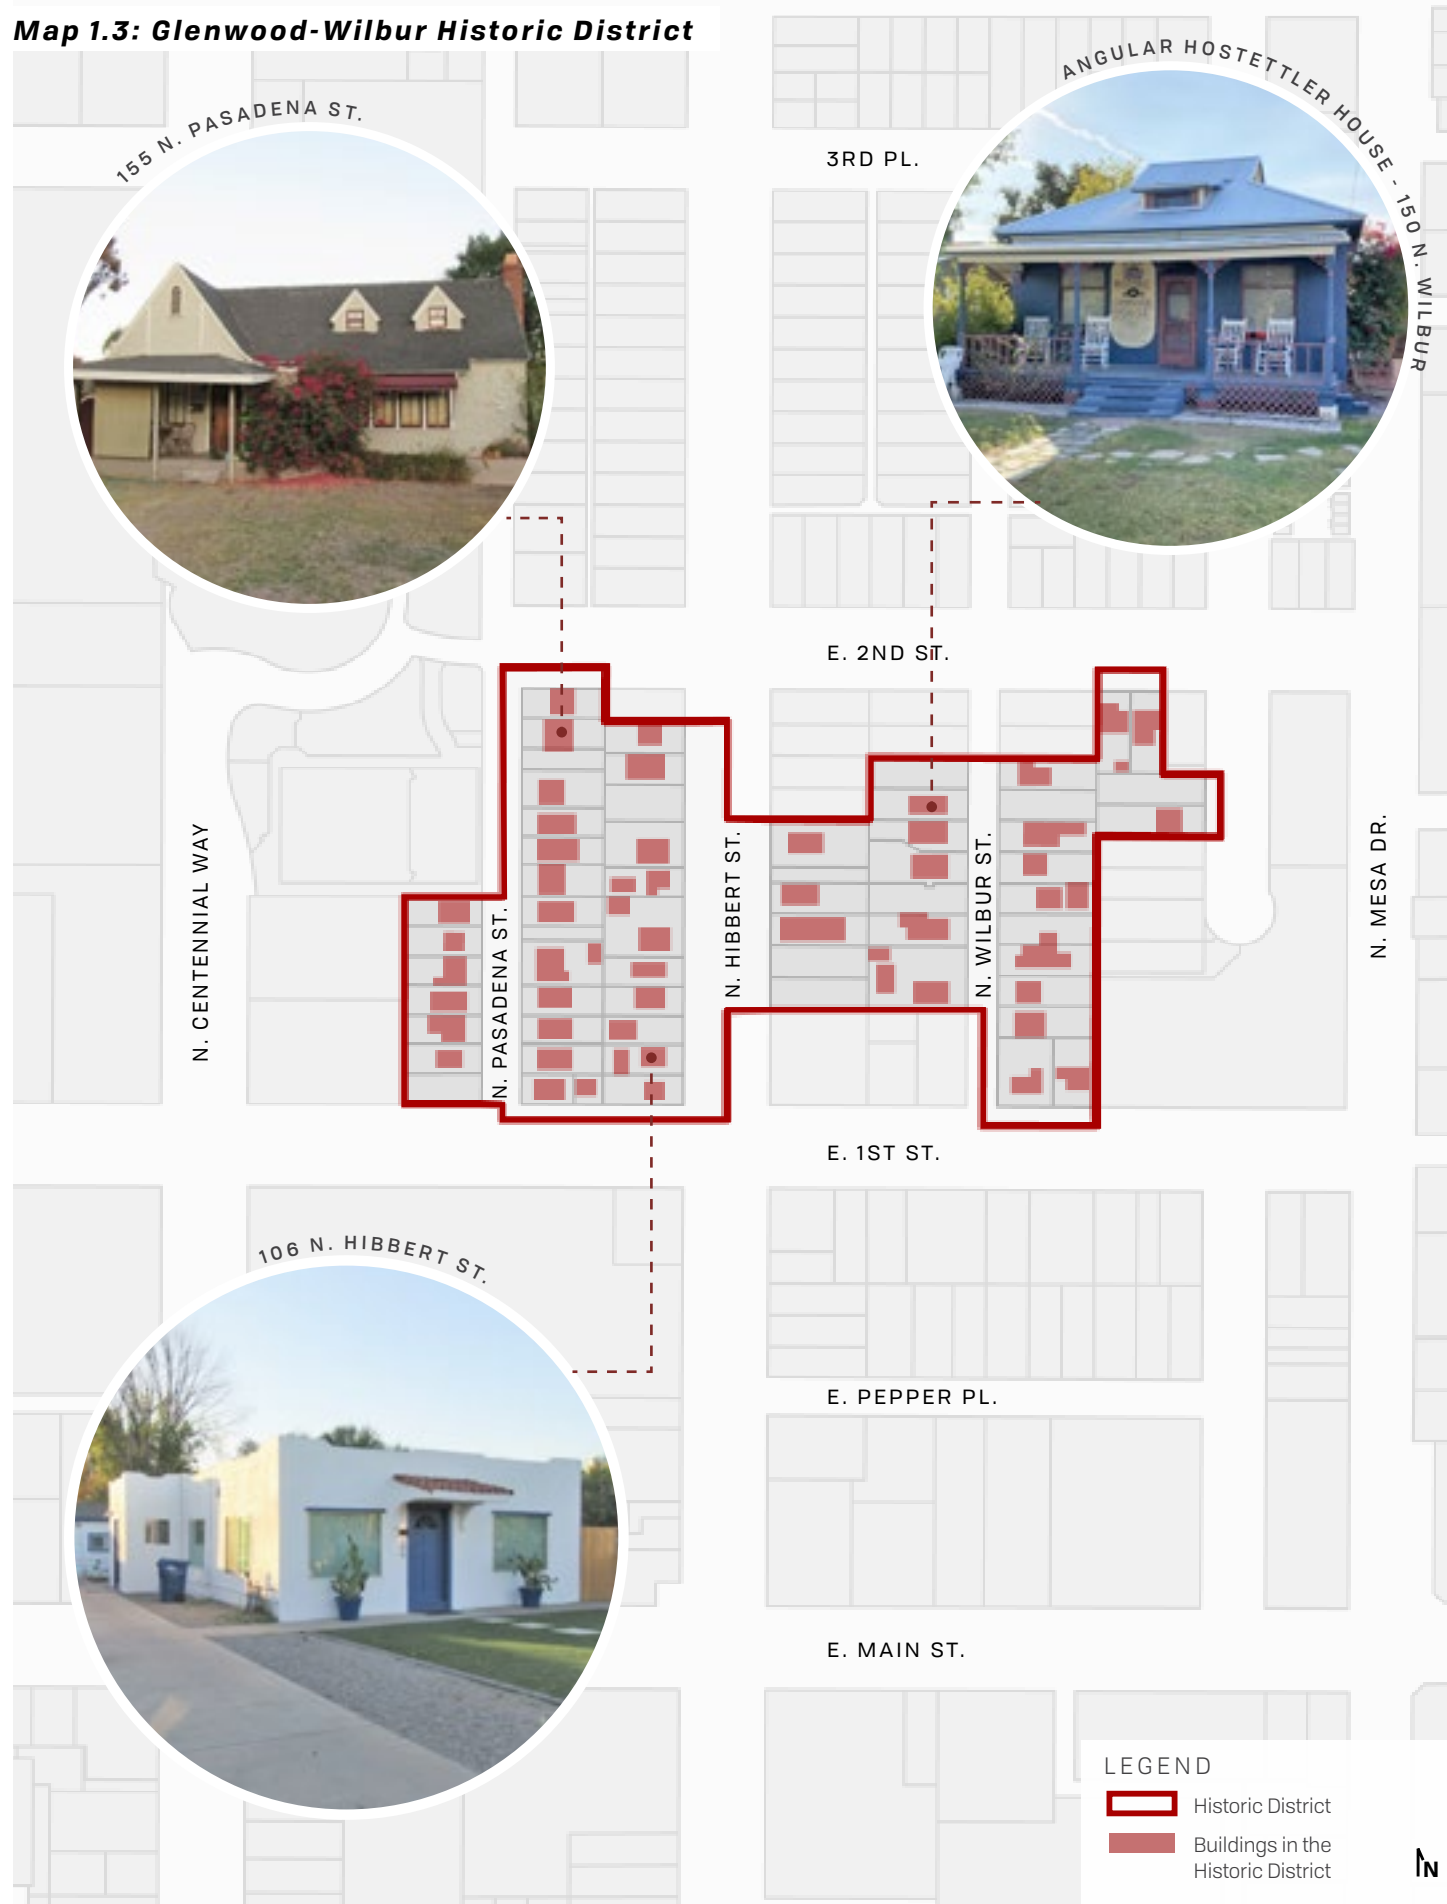 Map 1.3: Glenwood-Wilbur Historic District
155 N. PASADENA ST.
ANGULAR HOSTETTLER HOUSE - 150 N. WILBUR
3RD PL.
E. 2ND ST.
N. CENTENNIAL WAY
N. PASADENA ST.
N. HIBBERT ST.
N. WILBUR ST.
N. MESA DR.
E. 1ST ST.
106 N. HIBBERT ST.
E. PEPPER PL.
E. MAIN ST.
LEGEND
Historic District
Buildings in the
Historic District
N